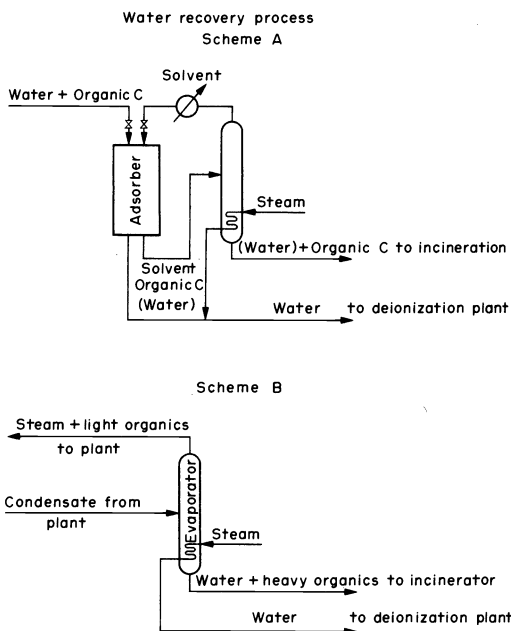 Water recovery process
Scheme A
Solvent
Water + Organic C
Adsorber
Steam
(Water)+Organic C to incineration
Solvent
Organic C
(Water)
Water to deionization plant
Scheme B
Steam + light organics
to plant
Evaporator
Condensate from
plant
Steam
Water + heavy organics to incinerator
Water to deionization plant